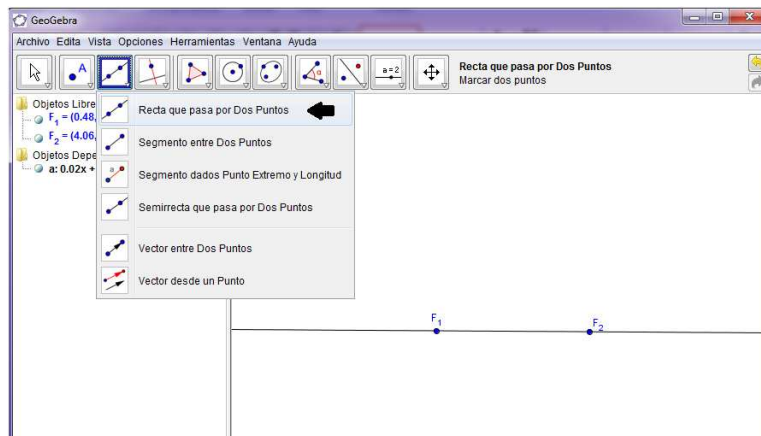 GeoGebra
Archivo Edita Vista Opciones Herramientas Ventana Ayuda
A
a=2
Recta que pasa por Dos Puntos
Marcar dos puntos
Objetos Libre
F1 = (0.48,
F2 = (4.06,
Objetos Depe
a: 0.02x +
Recta que pasa por Dos Puntos
Segmento entre Dos Puntos
a
Segmento dados Punto Extremo y Longitud
Semirrecta que pasa por Dos Puntos
Vector entre Dos Puntos
Vector desde un Punto
F1
F2